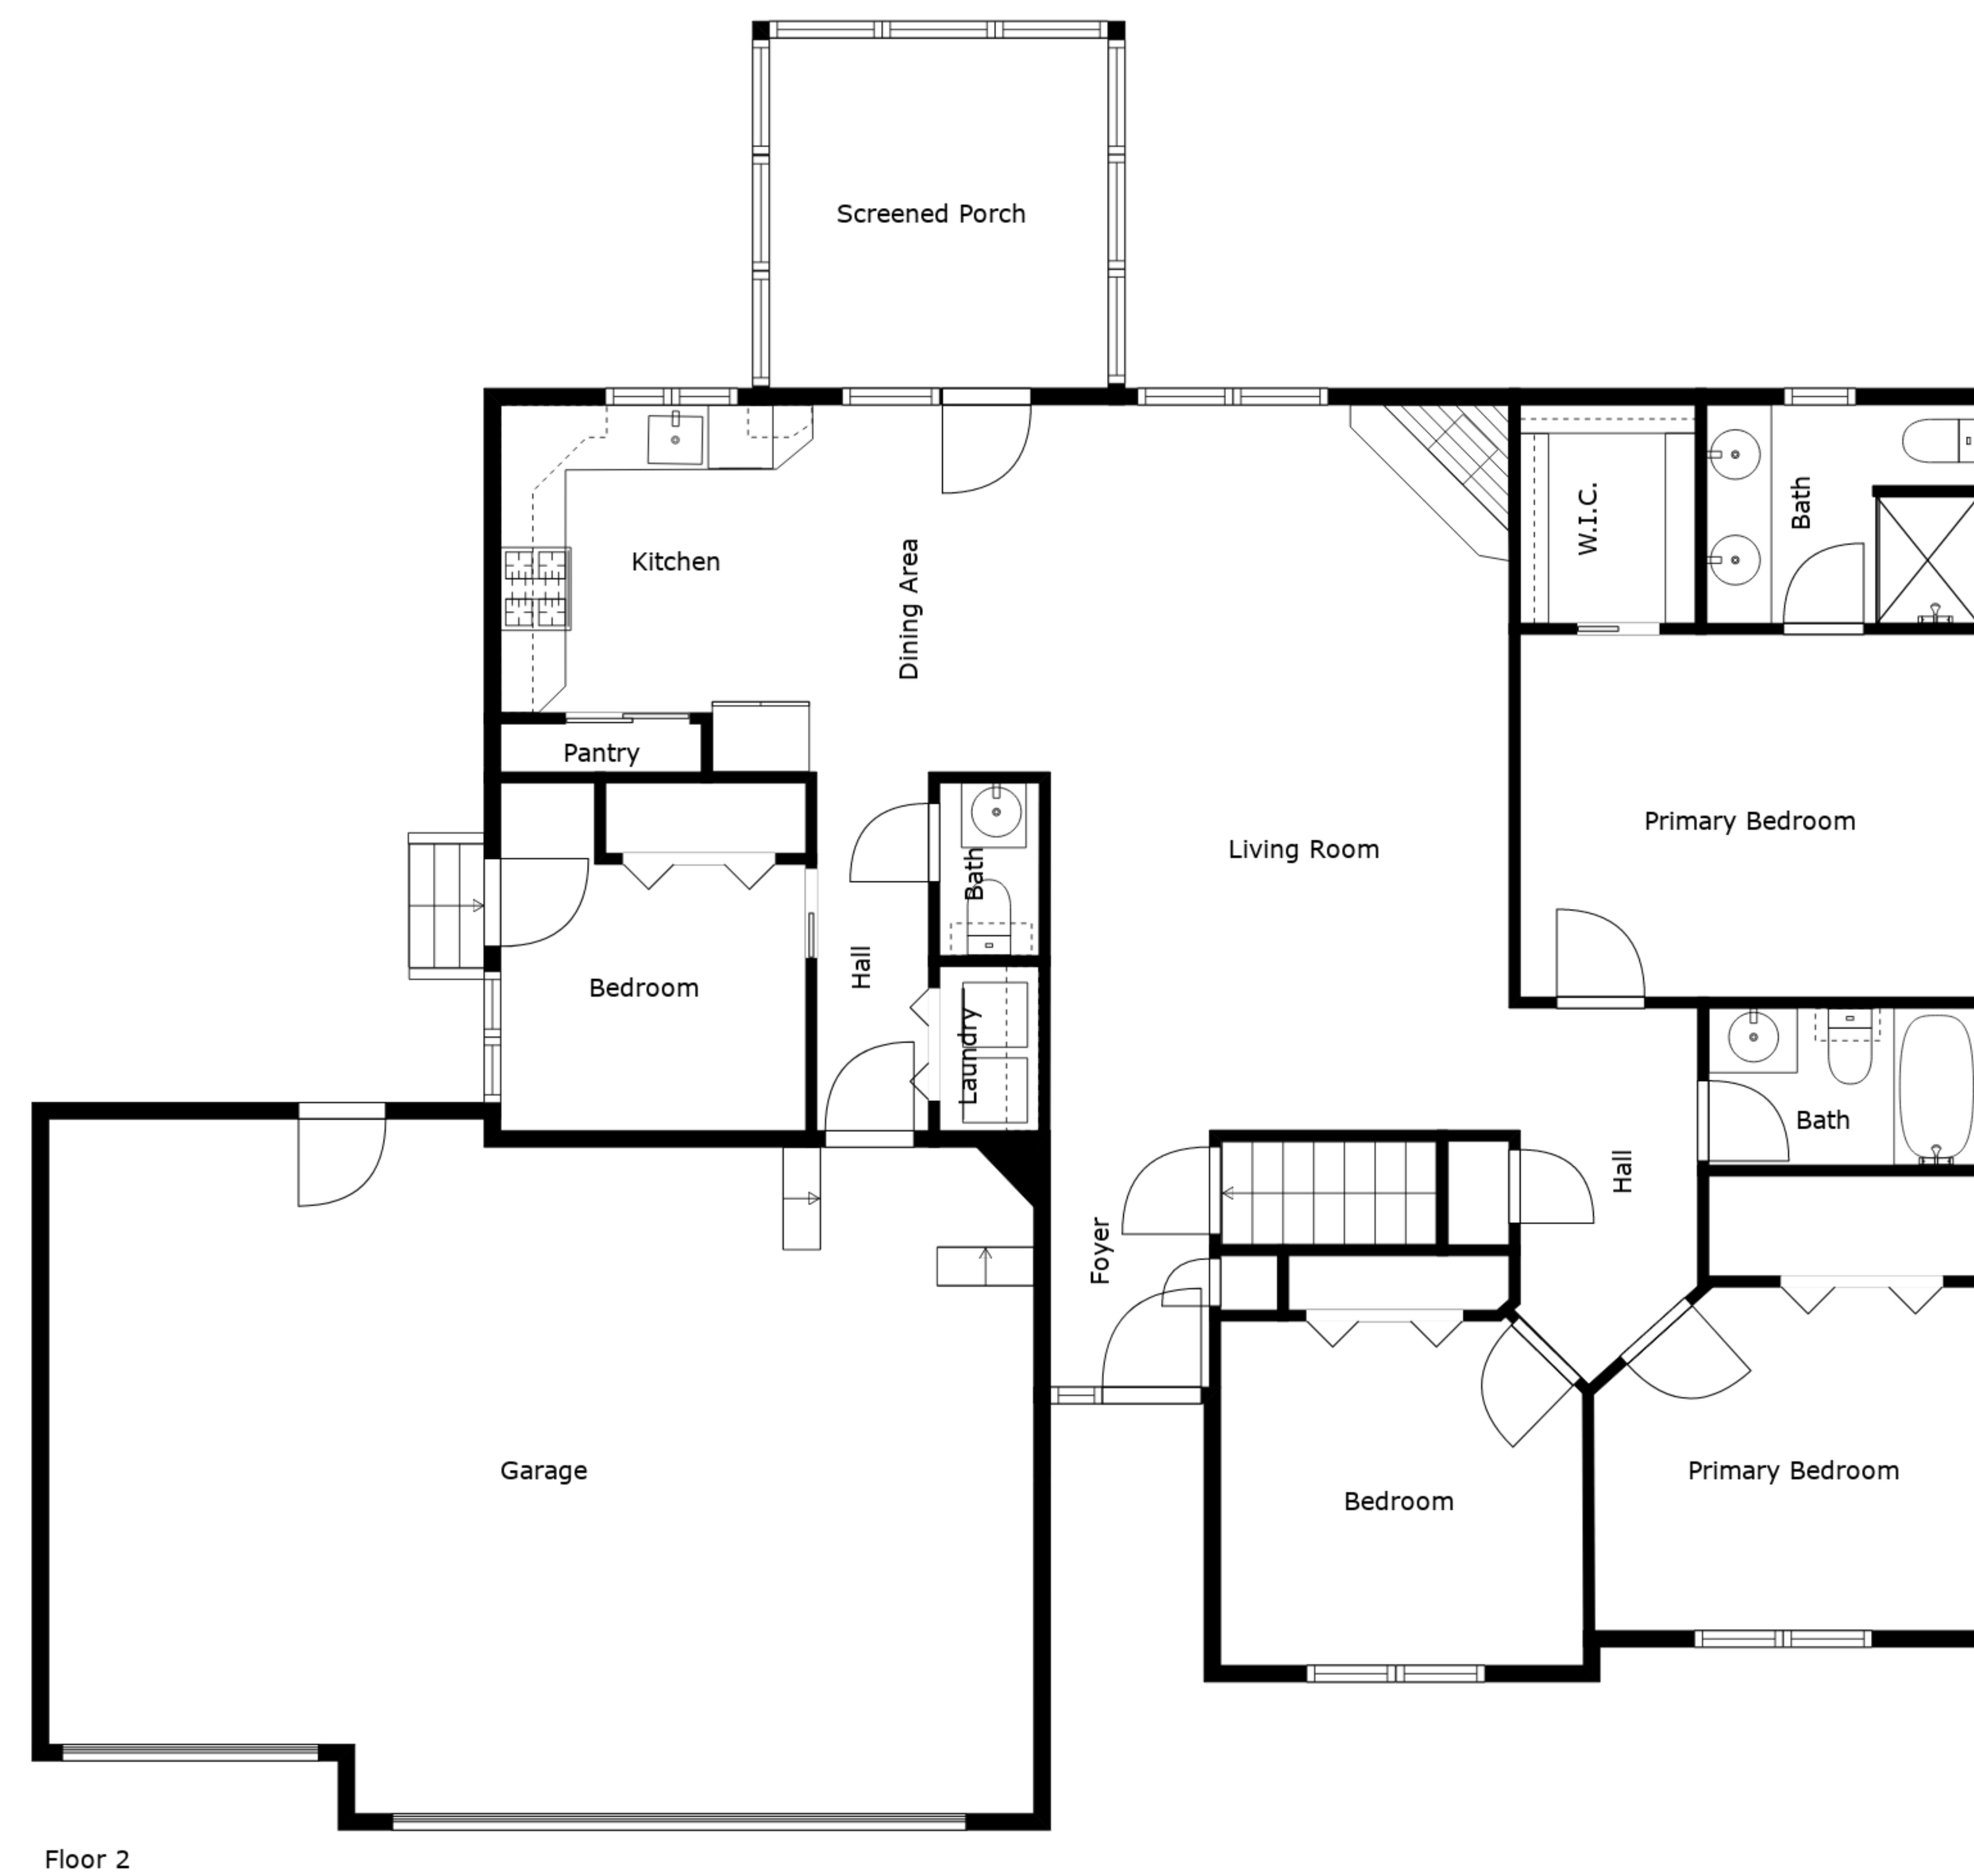 Screened Porch
Kitchen
Dining Area
W.I.C.
Bath
Pantry
Living Room
Primary Bedroom
Bath
Hall
Bedroom
Laundry
Bath
Hall
Foyer
Garage
Bedroom
Primary Bedroom
Floor 2